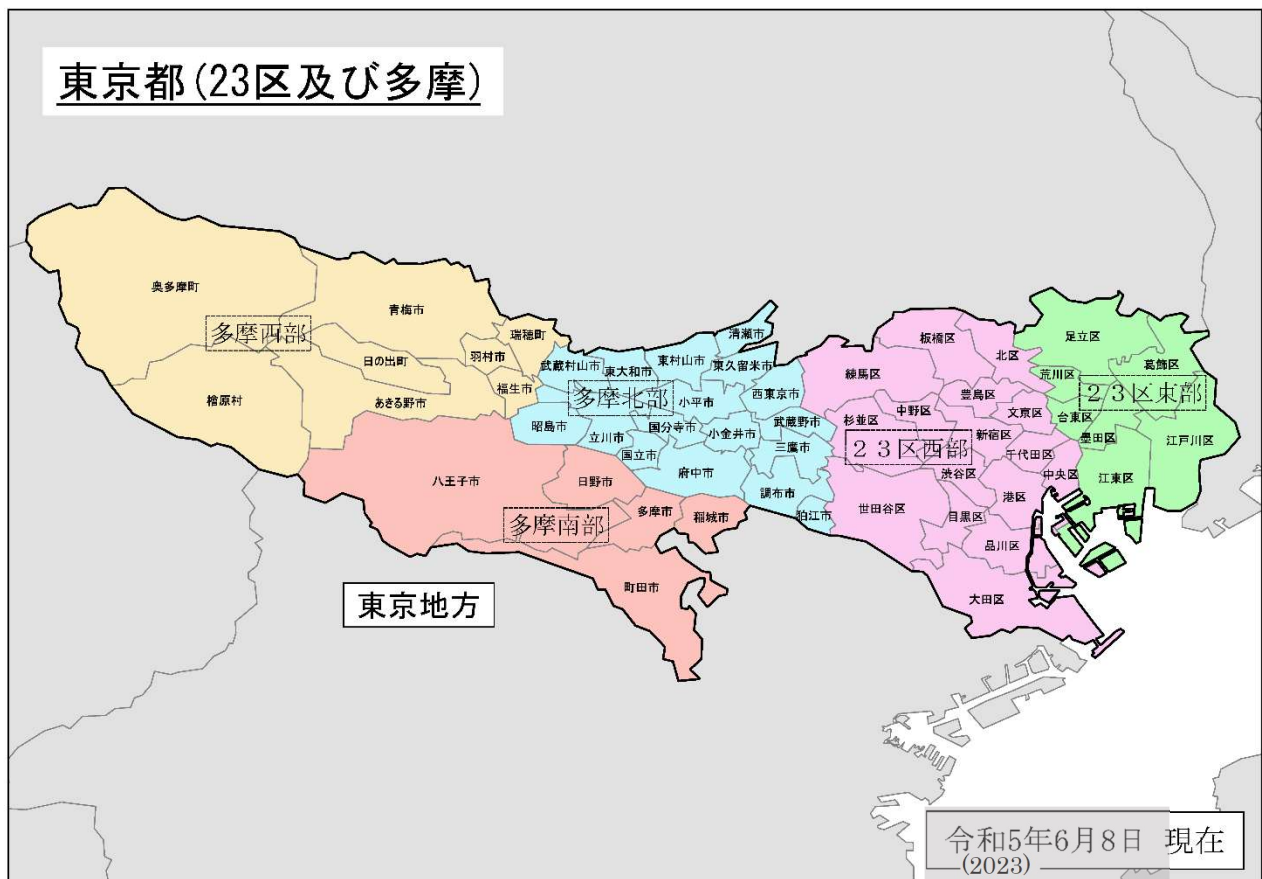 東京都(23区及び多摩)
奥多摩町
青梅市
多摩西部
瑞穂町
日の出町
羽村市
福生市
檜原村
あきる野市
清瀬市
武蔵村山市
東大和市
東村山市
東久留米市
多摩北部
小平市
西東京市
昭島市
立川市
国分寺市
小金井市
武蔵野市
国立市
三鷹市
府中市
調布市
狛江市
八王子市
日野市
多摩南部
多摩市
稲城市
町田市
板橋区
北区
練馬区
豊島区
杉並区
中野区
文京区
新宿区
23区西部
千代田区
渋谷区
中央区
世田谷区
目黒区
港区
品川区
大田区
足立区
葛飾区
荒川区
23区東部
台東区
墨田区
江戸川区
江東区
東京地方
令和5年6月8日 現在
(2023)